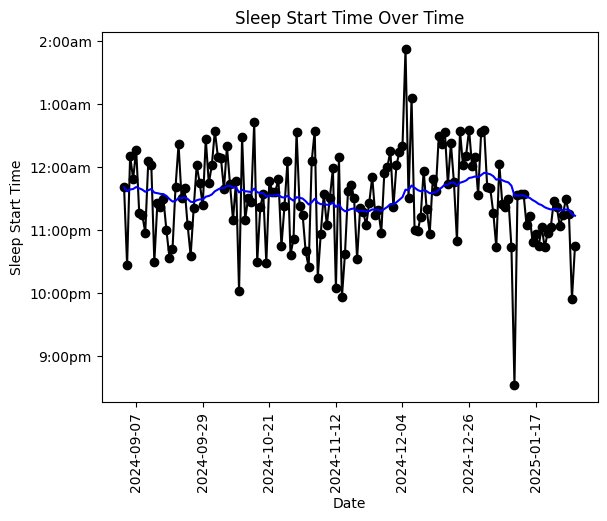 Sleep Start Time Over Time
2:00am
1:00am
12:00am
11:00pm
10:00pm
9:00pm
Sleep Start Time
2024-09-07
2024-09-29
2024-10-21
2024-11-12
2024-12-04
2024-12-26
2025-01-17
Date